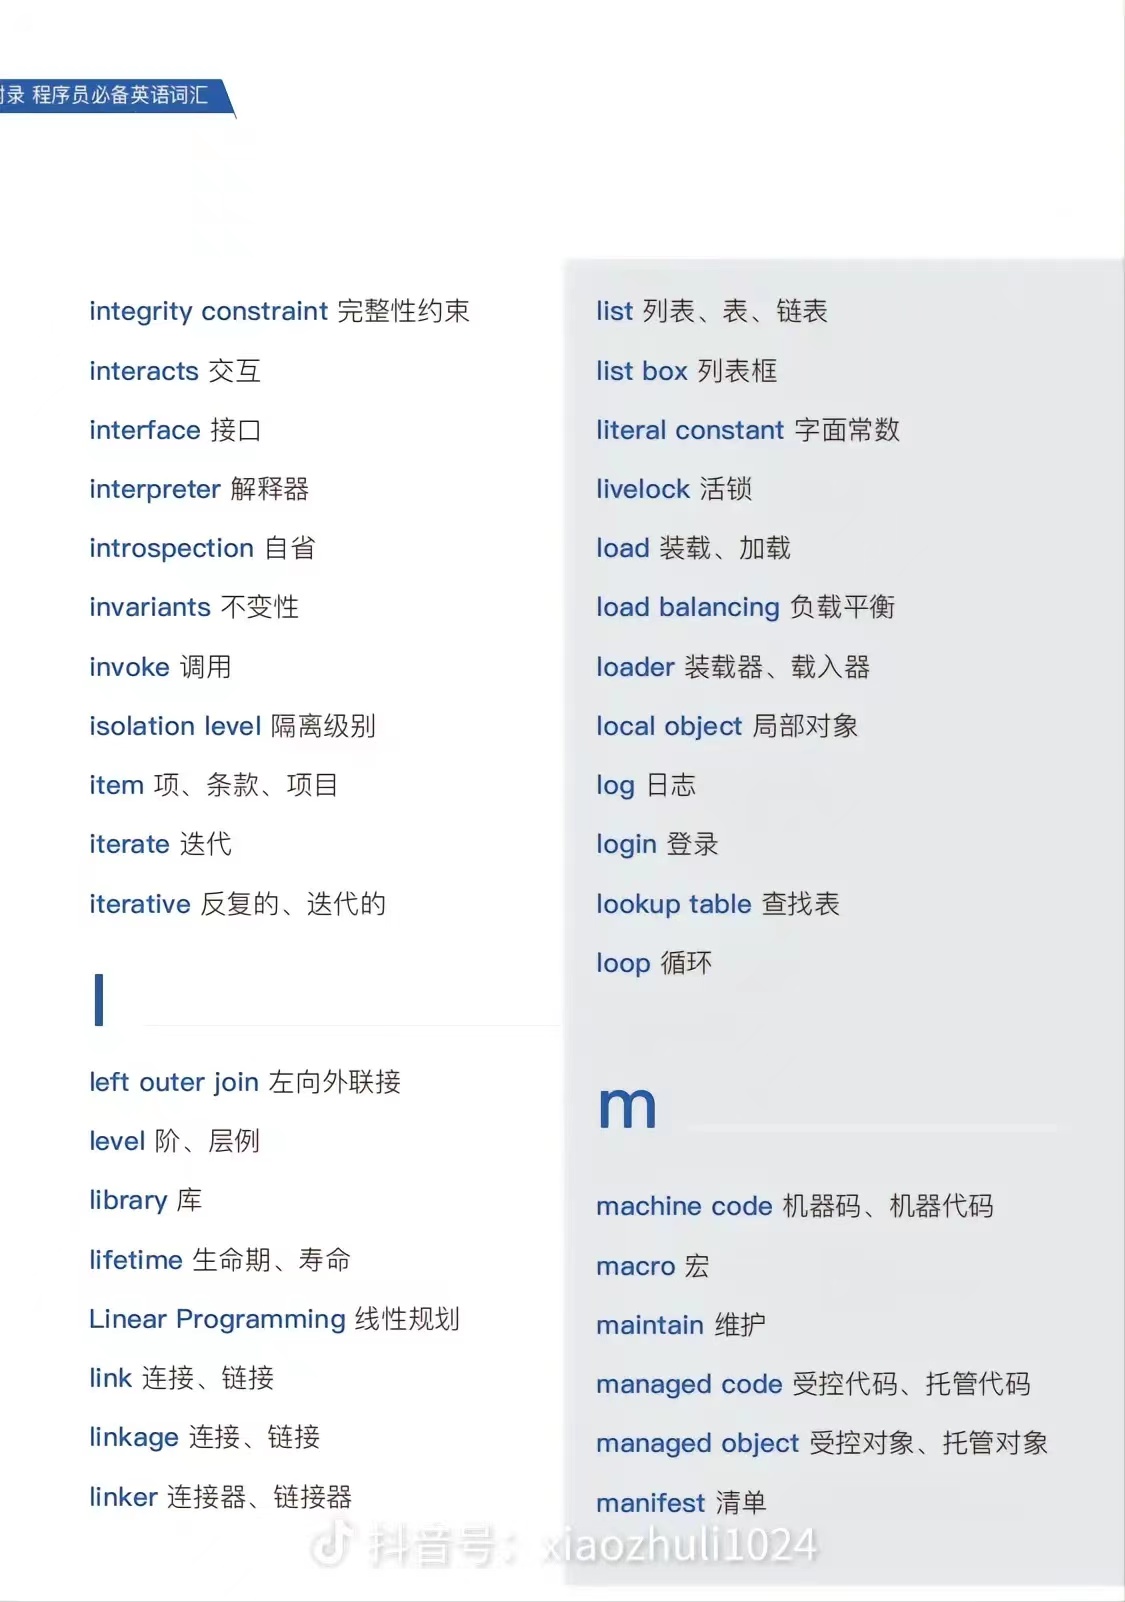 附录 程序员必备英语词汇
integrity constraint 完整性约束
interacts 交互
interface 接口
interpreter 解释器
introspection 自省
invariants 不变性
invoke 调用
isolation level 隔离级别
item 项、条款、项目
iterate 迭代
iterative 反复的、迭代的
l
left outer join 左向外联接
level 阶、层例
library 库
lifetime 生命期、寿命
Linear Programming 线性规划
link 连接、链接
linkage 连接、链接
linker 连接器、链接器
list 列表、表、链表
list box 列表框
literal constant 字面常数
livelock 活锁
load 装载、加载
load balancing 负载平衡
loader 装载器、载入器
local object 局部对象
log 日志
login 登录
lookup table 查找表
loop 循环
m
machine code 机器码、机器代码
macro 宏
maintain 维护
managed code 受控代码、托管代码
managed object 受控对象、托管对象
manifest 清单
抖音号：xiaozhuli1024